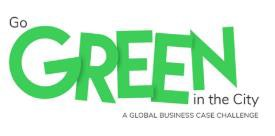 Go
GREEN
in the City
A GLOBAL BUSINESS CASE CHALLENGE